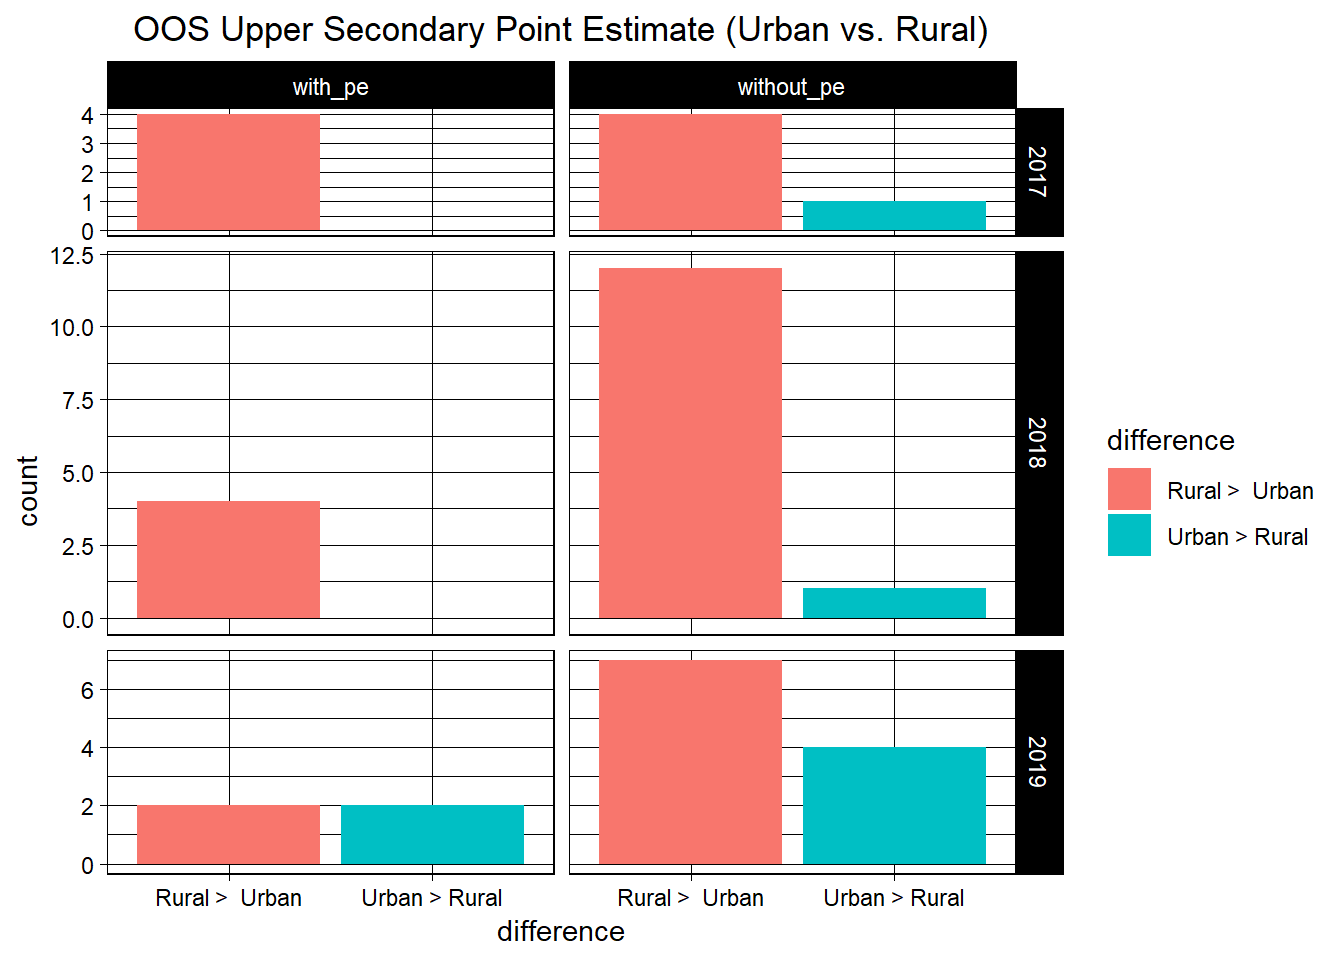 OOS Upper Secondary Point Estimate (Urban vs. Rural)
with_pe
without_pe
4
3
2
1
0
2017
12.5
10.0
7.5
5.0
2.5
0.0
2018
6
4
2
0
2019
count
Rural >  Urban
Urban > Rural
Rural >  Urban
Urban > Rural
difference
difference
Rural >  Urban
Urban > Rural